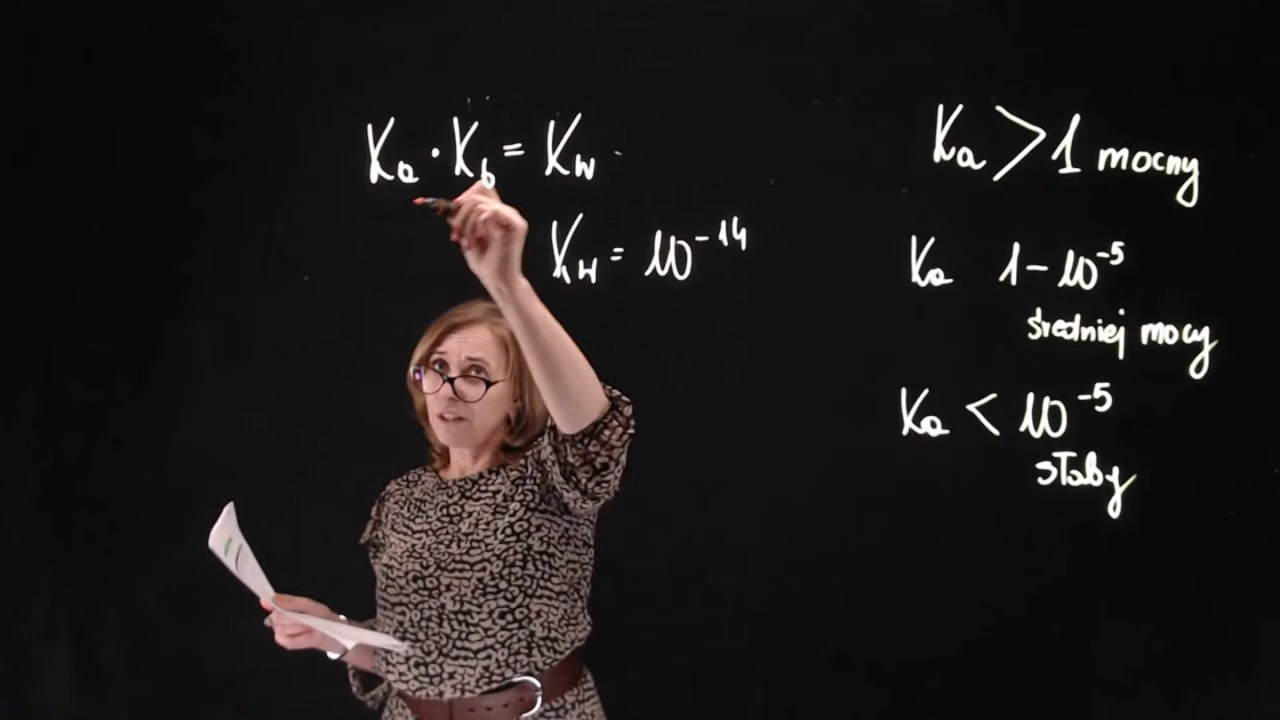 Ka · Kb = Kw
Kw = 10⁻¹⁴
Ka > 1 mocny
Ka 1 – 10⁻⁵
średniej mocy
Ka < 10⁻⁵
słaby